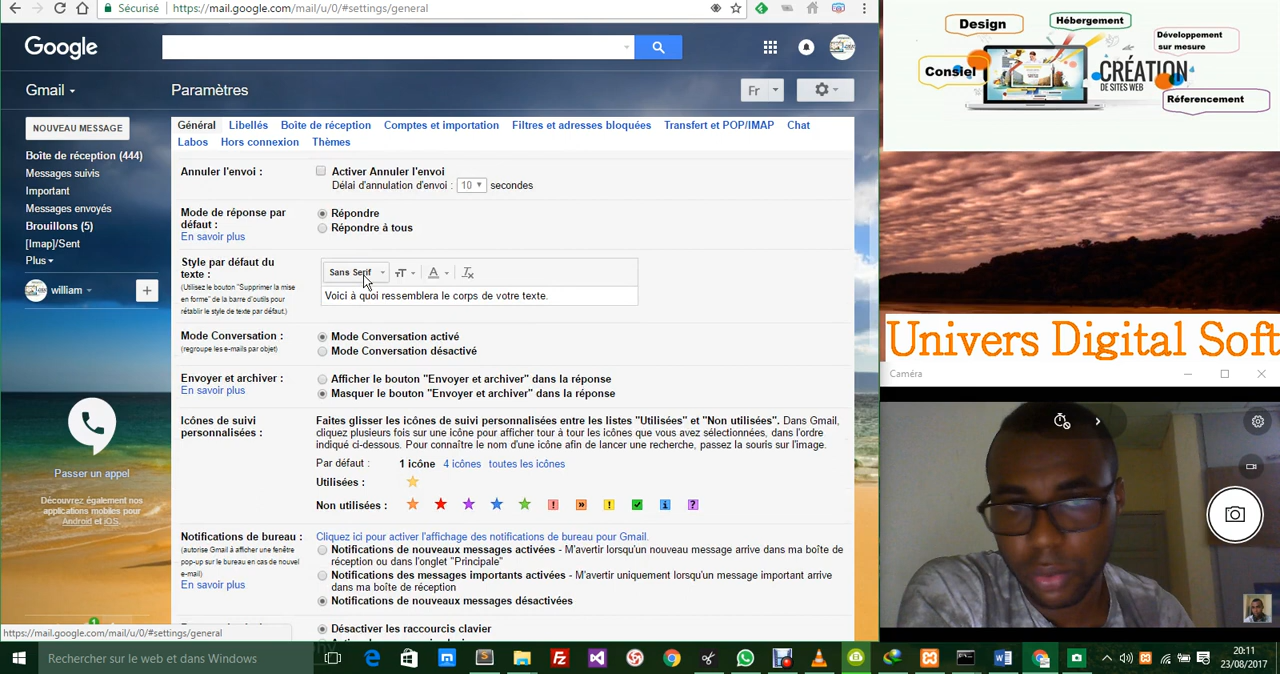 Sécurisé https://mail.google.com/mail/u/0/#settings/general
Google
Gmail
Paramètres
Fr
NOUVEAU MESSAGE
Boîte de réception (444)
Messages suivis
Important
Messages envoyés
Brouillons (5)
[Imap]/Sent
Plus
william
Passer un appel
Découvrez également nos
applications mobiles pour
Android et iOS.
1
https://mail.google.com/mail/u/0/#settings/general
Général Libellés Boîte de réception Comptes et importation Filtres et adresses bloquées Transfert et POP/IMAP Chat
Labos Hors connexion Thèmes
Annuler l'envoi :
Activer Annuler l'envoi
Délai d'annulation d'envoi : 10 secondes
Mode de réponse par
défaut :
En savoir plus
Répondre
Répondre à tous
Style par défaut du
texte :
(Utilisez le bouton "Supprimer la mise
en forme" de la barre d'outils pour
rétablir le style de texte par défaut.)
Sans Serif
Voici à quoi ressemblera le corps de votre texte.
Mode Conversation :
(regroupe les e-mails par objet)
Mode Conversation activé
Mode Conversation désactivé
Envoyer et archiver :
En savoir plus
Afficher le bouton "Envoyer et archiver" dans la réponse
Masquer le bouton "Envoyer et archiver" dans la réponse
Icônes de suivi
personnalisées :
Faites glisser les icônes de suivi personnalisées entre les listes "Utilisées" et "Non utilisées". Dans Gmail,
cliquez plusieurs fois sur une icône pour afficher tour à tour les icônes que vous avez sélectionnées, dans l'ordre
indiqué ci-dessous. Pour connaître le nom d'une icône afin de lancer une recherche, passez la souris sur l'image.
Par défaut : 1 icône 4 icônes toutes les icônes
Utilisées :
Non utilisées :
Notifications de bureau :
(autorise Gmail à afficher une fenêtre
pop-up sur le bureau en cas de nouvel
e-mail)
En savoir plus
Cliquez ici pour activer l'affichage des notifications de bureau pour Gmail.
Notifications de nouveaux messages activées - M'avertir lorsqu'un nouveau message arrive dans ma boîte de
réception ou dans l'onglet "Principale"
Notifications des messages importants activées - M'avertir uniquement lorsqu'un message important arrive
dans ma boîte de réception
Notifications de nouveaux messages désactivées
Désactiver les raccourcis clavier
Design
Hébergement
Développement
sur mesure
Consiel
CRÉATION
DE SITES WEB
Réferencement
Univers Digital Soft
Caméra
Rechercher sur le web et dans Windows
20:11
23/08/2017